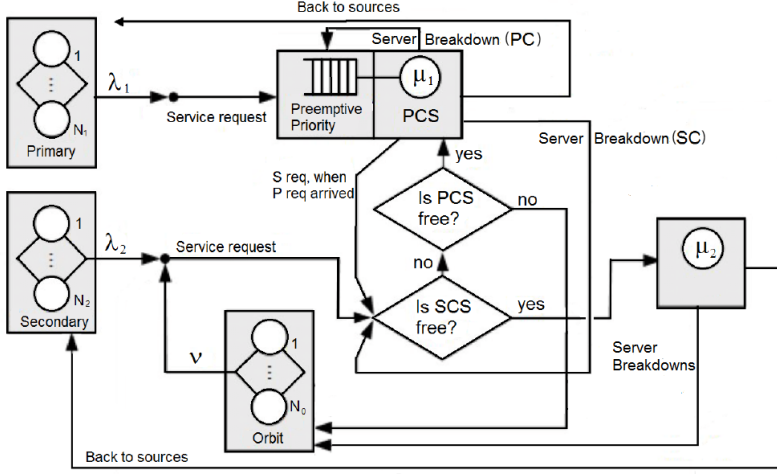 Back to sources
1
⋮
N₁
Primary
λ₁
Service request
Server Breakdown (PC)
Preemptive
Priority
μ₁
PCS
Server Breakdown (SC)
S req, when
P req arrived
yes
Is PCS
free?
no
1
⋮
N₂
Secondary
λ₂
Service request
no
Is SCS
free?
yes
μ₂
ν
1
⋮
N₀
Orbit
Server
Breakdowns
Back to sources